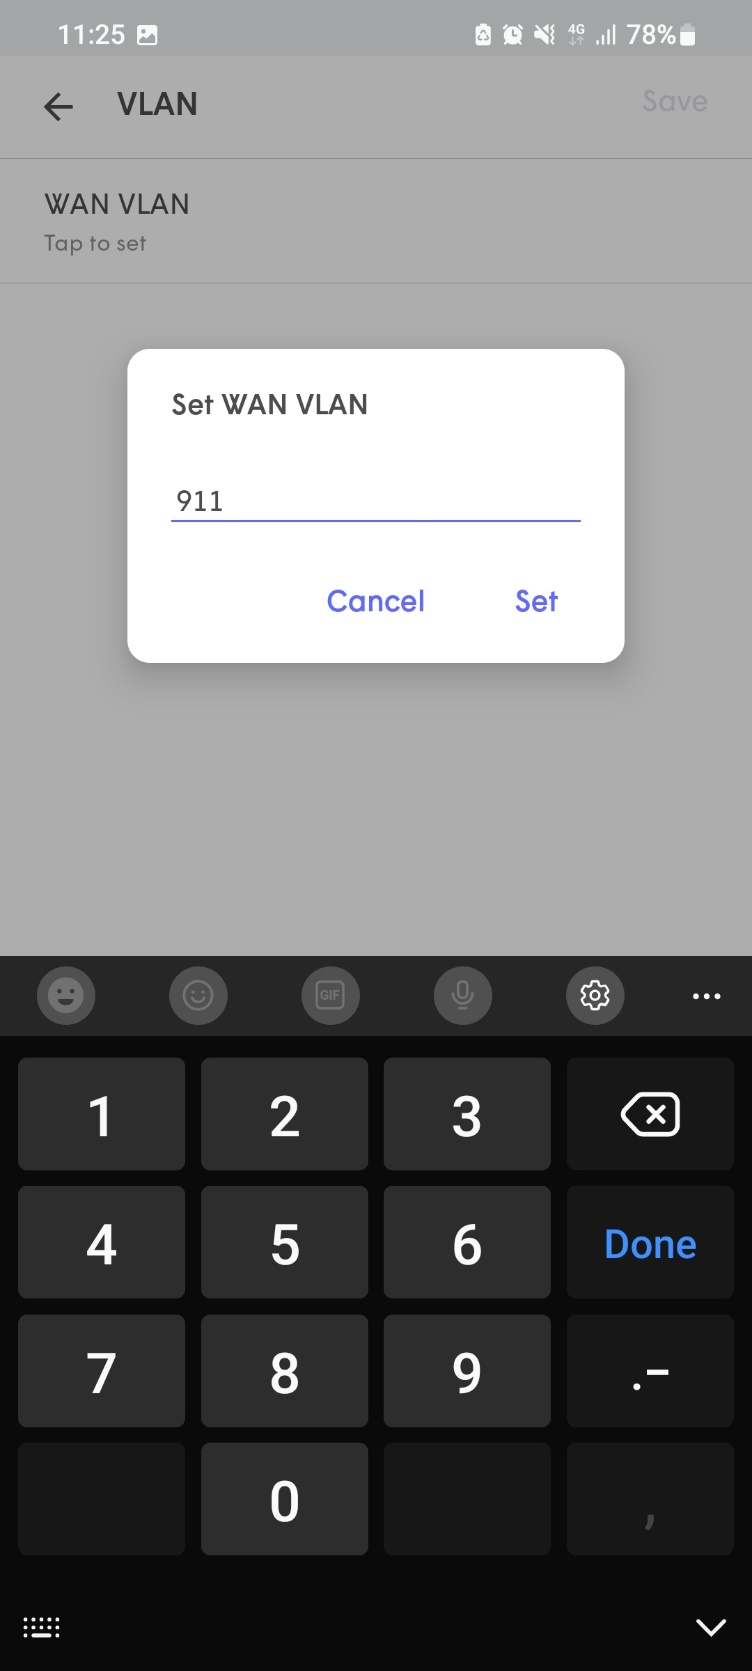 11:25 4G 78%
VLAN Save
WAN VLAN
Tap to set
Set WAN VLAN
911
Cancel Set
GIF
1 2 3
4 5 6 Done
7 8 9 .-
0 ,